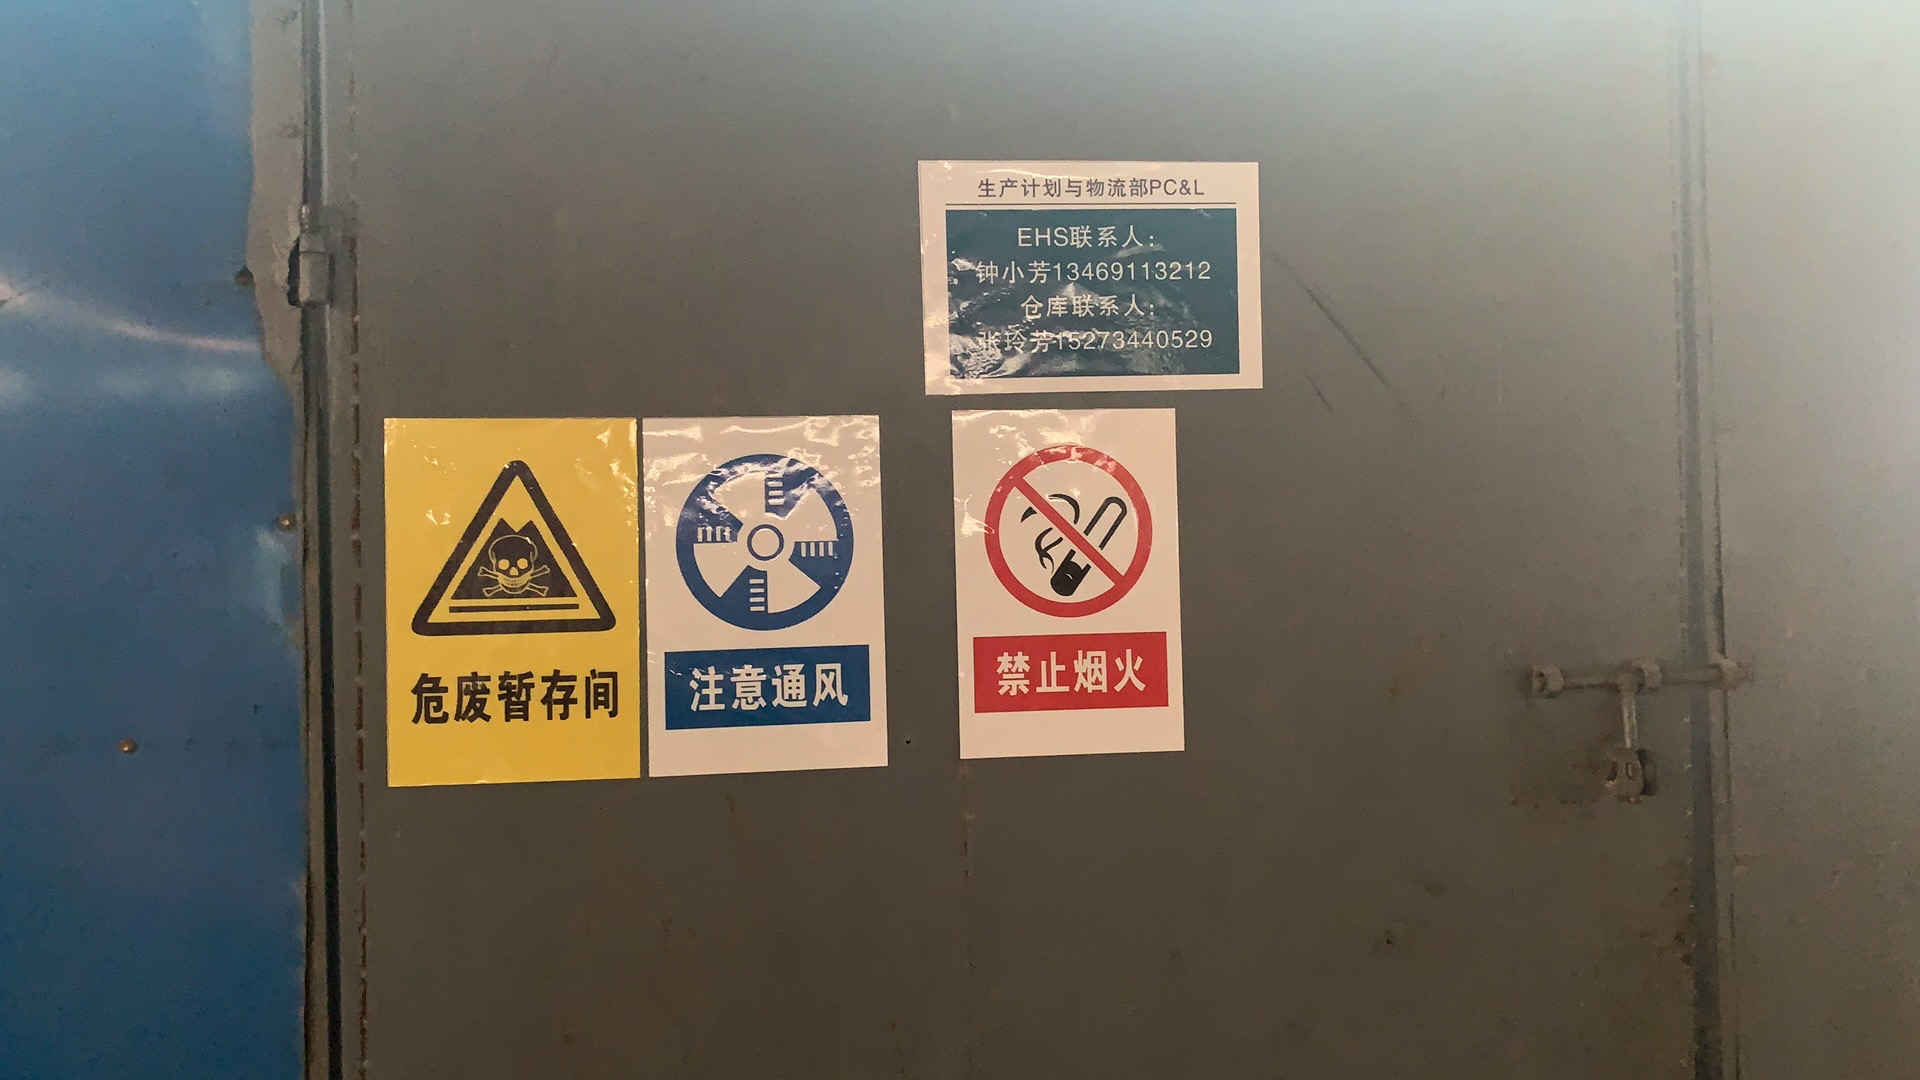 生产计划与物流部PC&L
EHS联系人：
钟小芳13469113212
仓库联系人：
张玲芳15273440529
危废暂存间
注意通风
禁止烟火